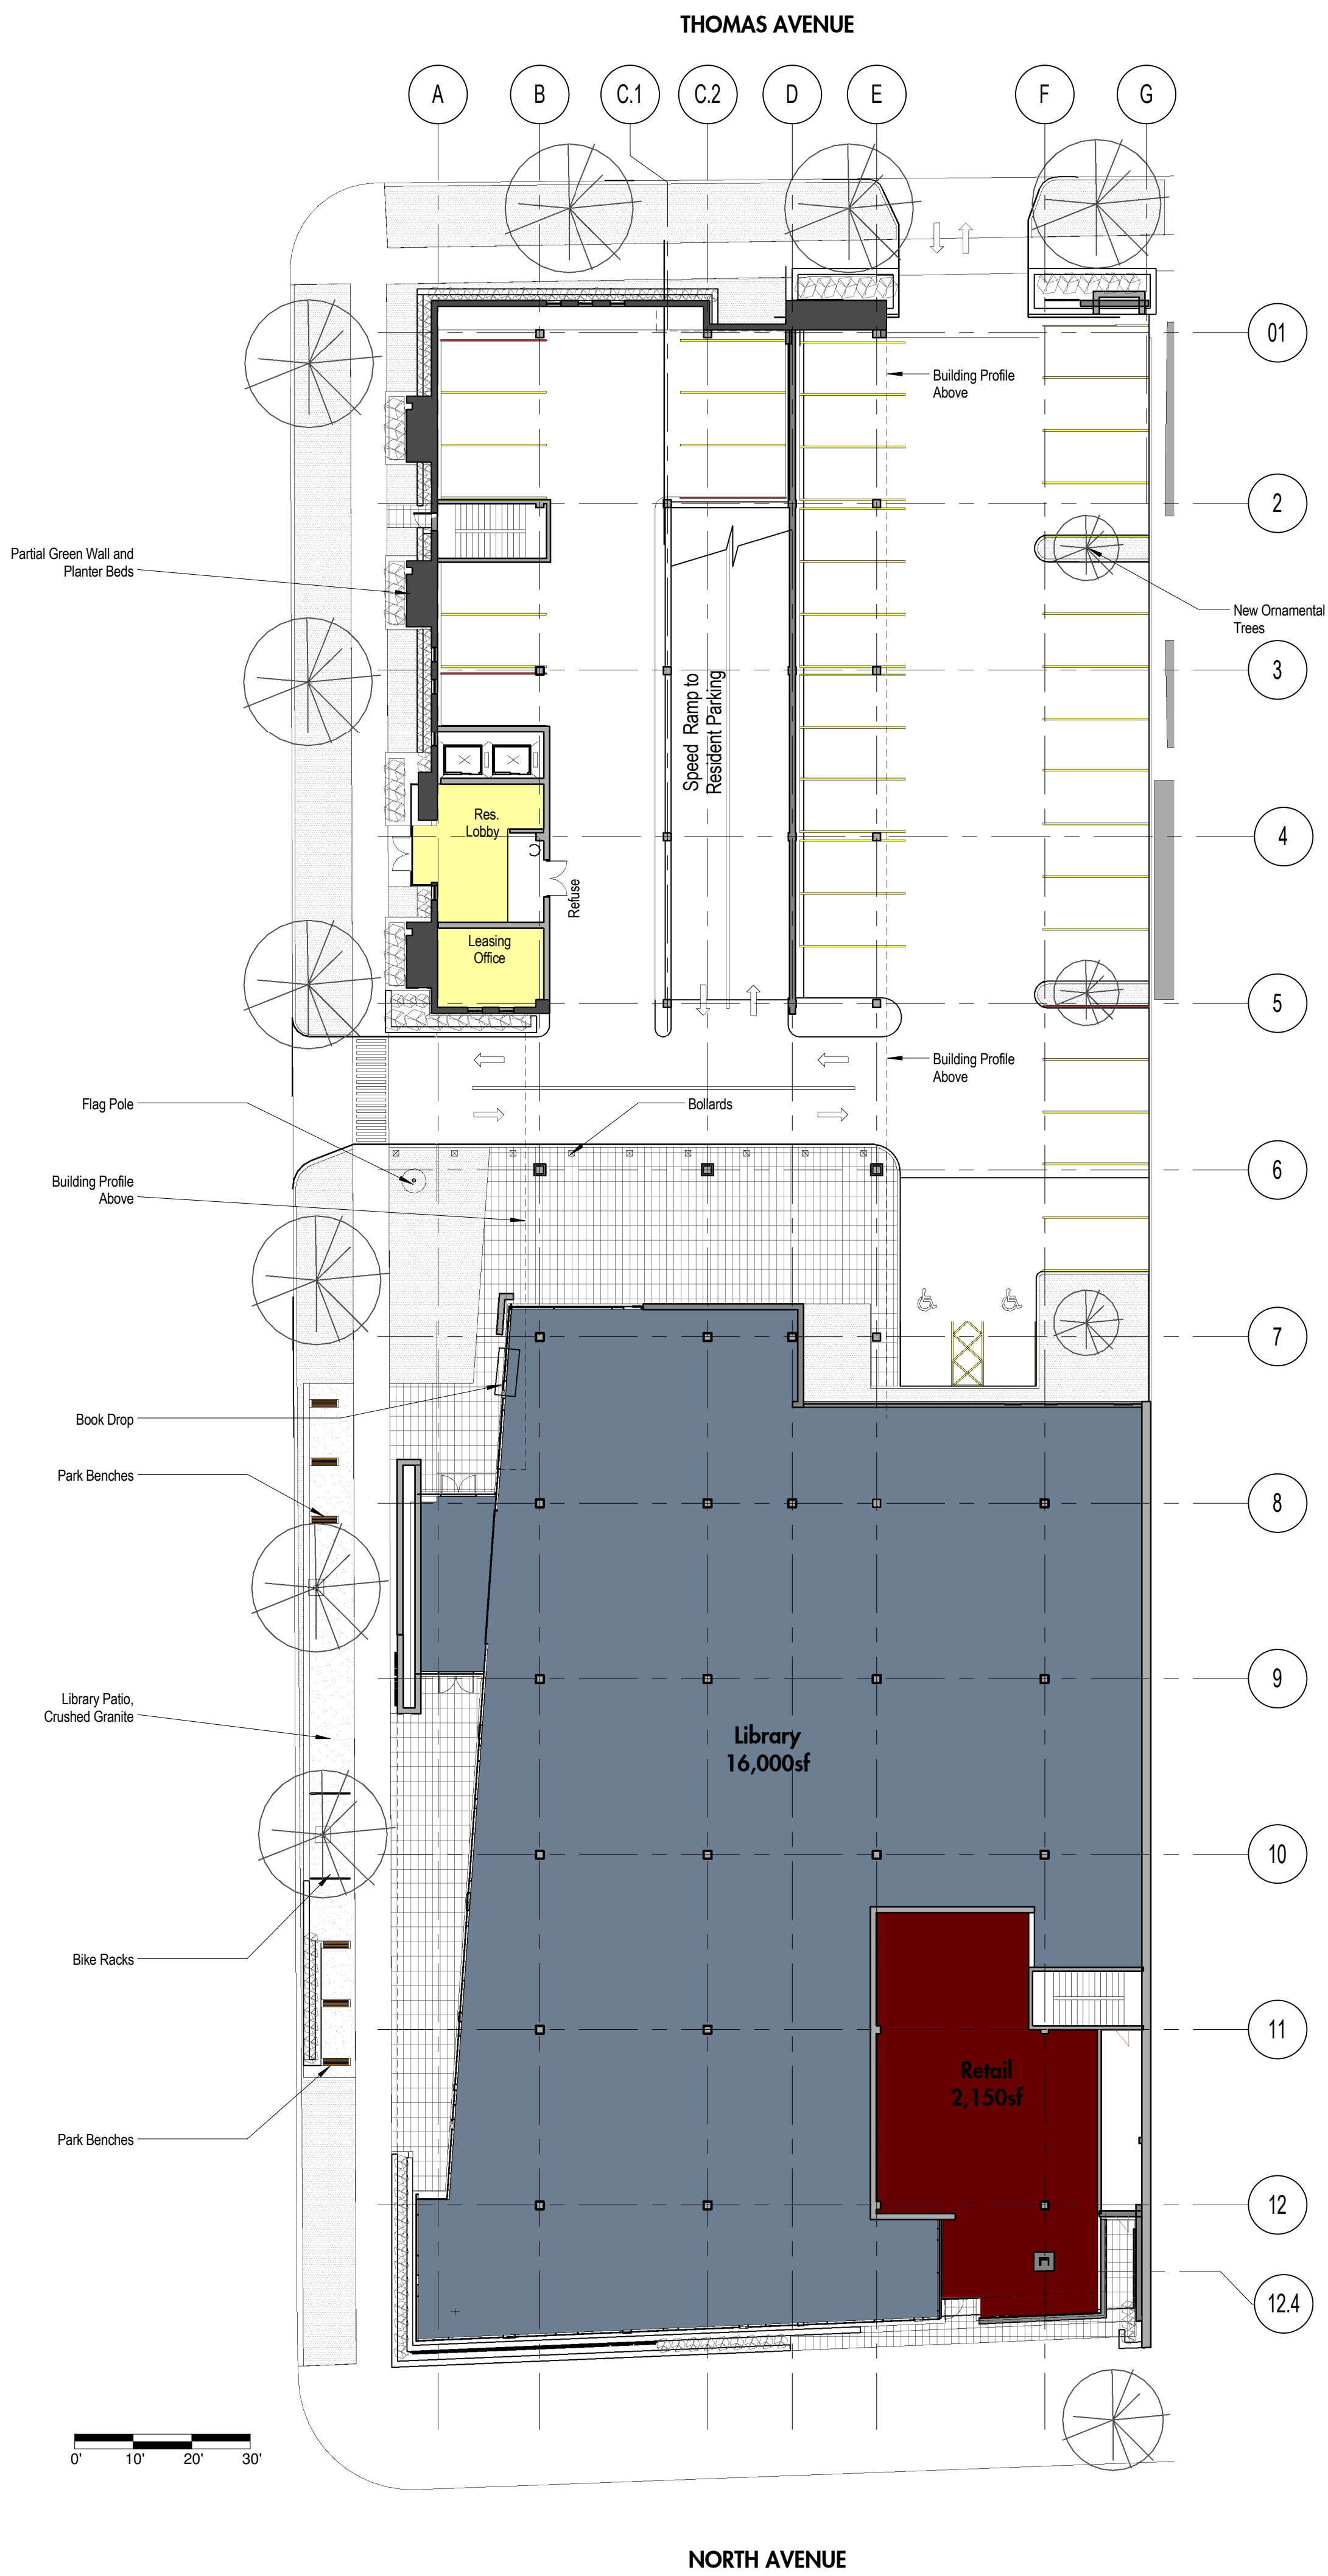 THOMAS AVENUE
A
B
C.1
C.2
D
E
F
G
01
Building Profile
Above
2
Partial Green Wall and
Planter Beds
New Ornamental
Trees
3
Speed Ramp to
Resident Parking
Res.
Lobby
4
Refuse
Leasing
Office
5
Building Profile
Above
Flag Pole
Bollards
6
Building Profile
Above
7
Book Drop
Park Benches
8
9
Library Patio,
Crushed Granite
Library
16,000sf
10
Bike Racks
11
Retail
2,150sf
Park Benches
12
12.4
0'
10'
20'
30'
NORTH AVENUE